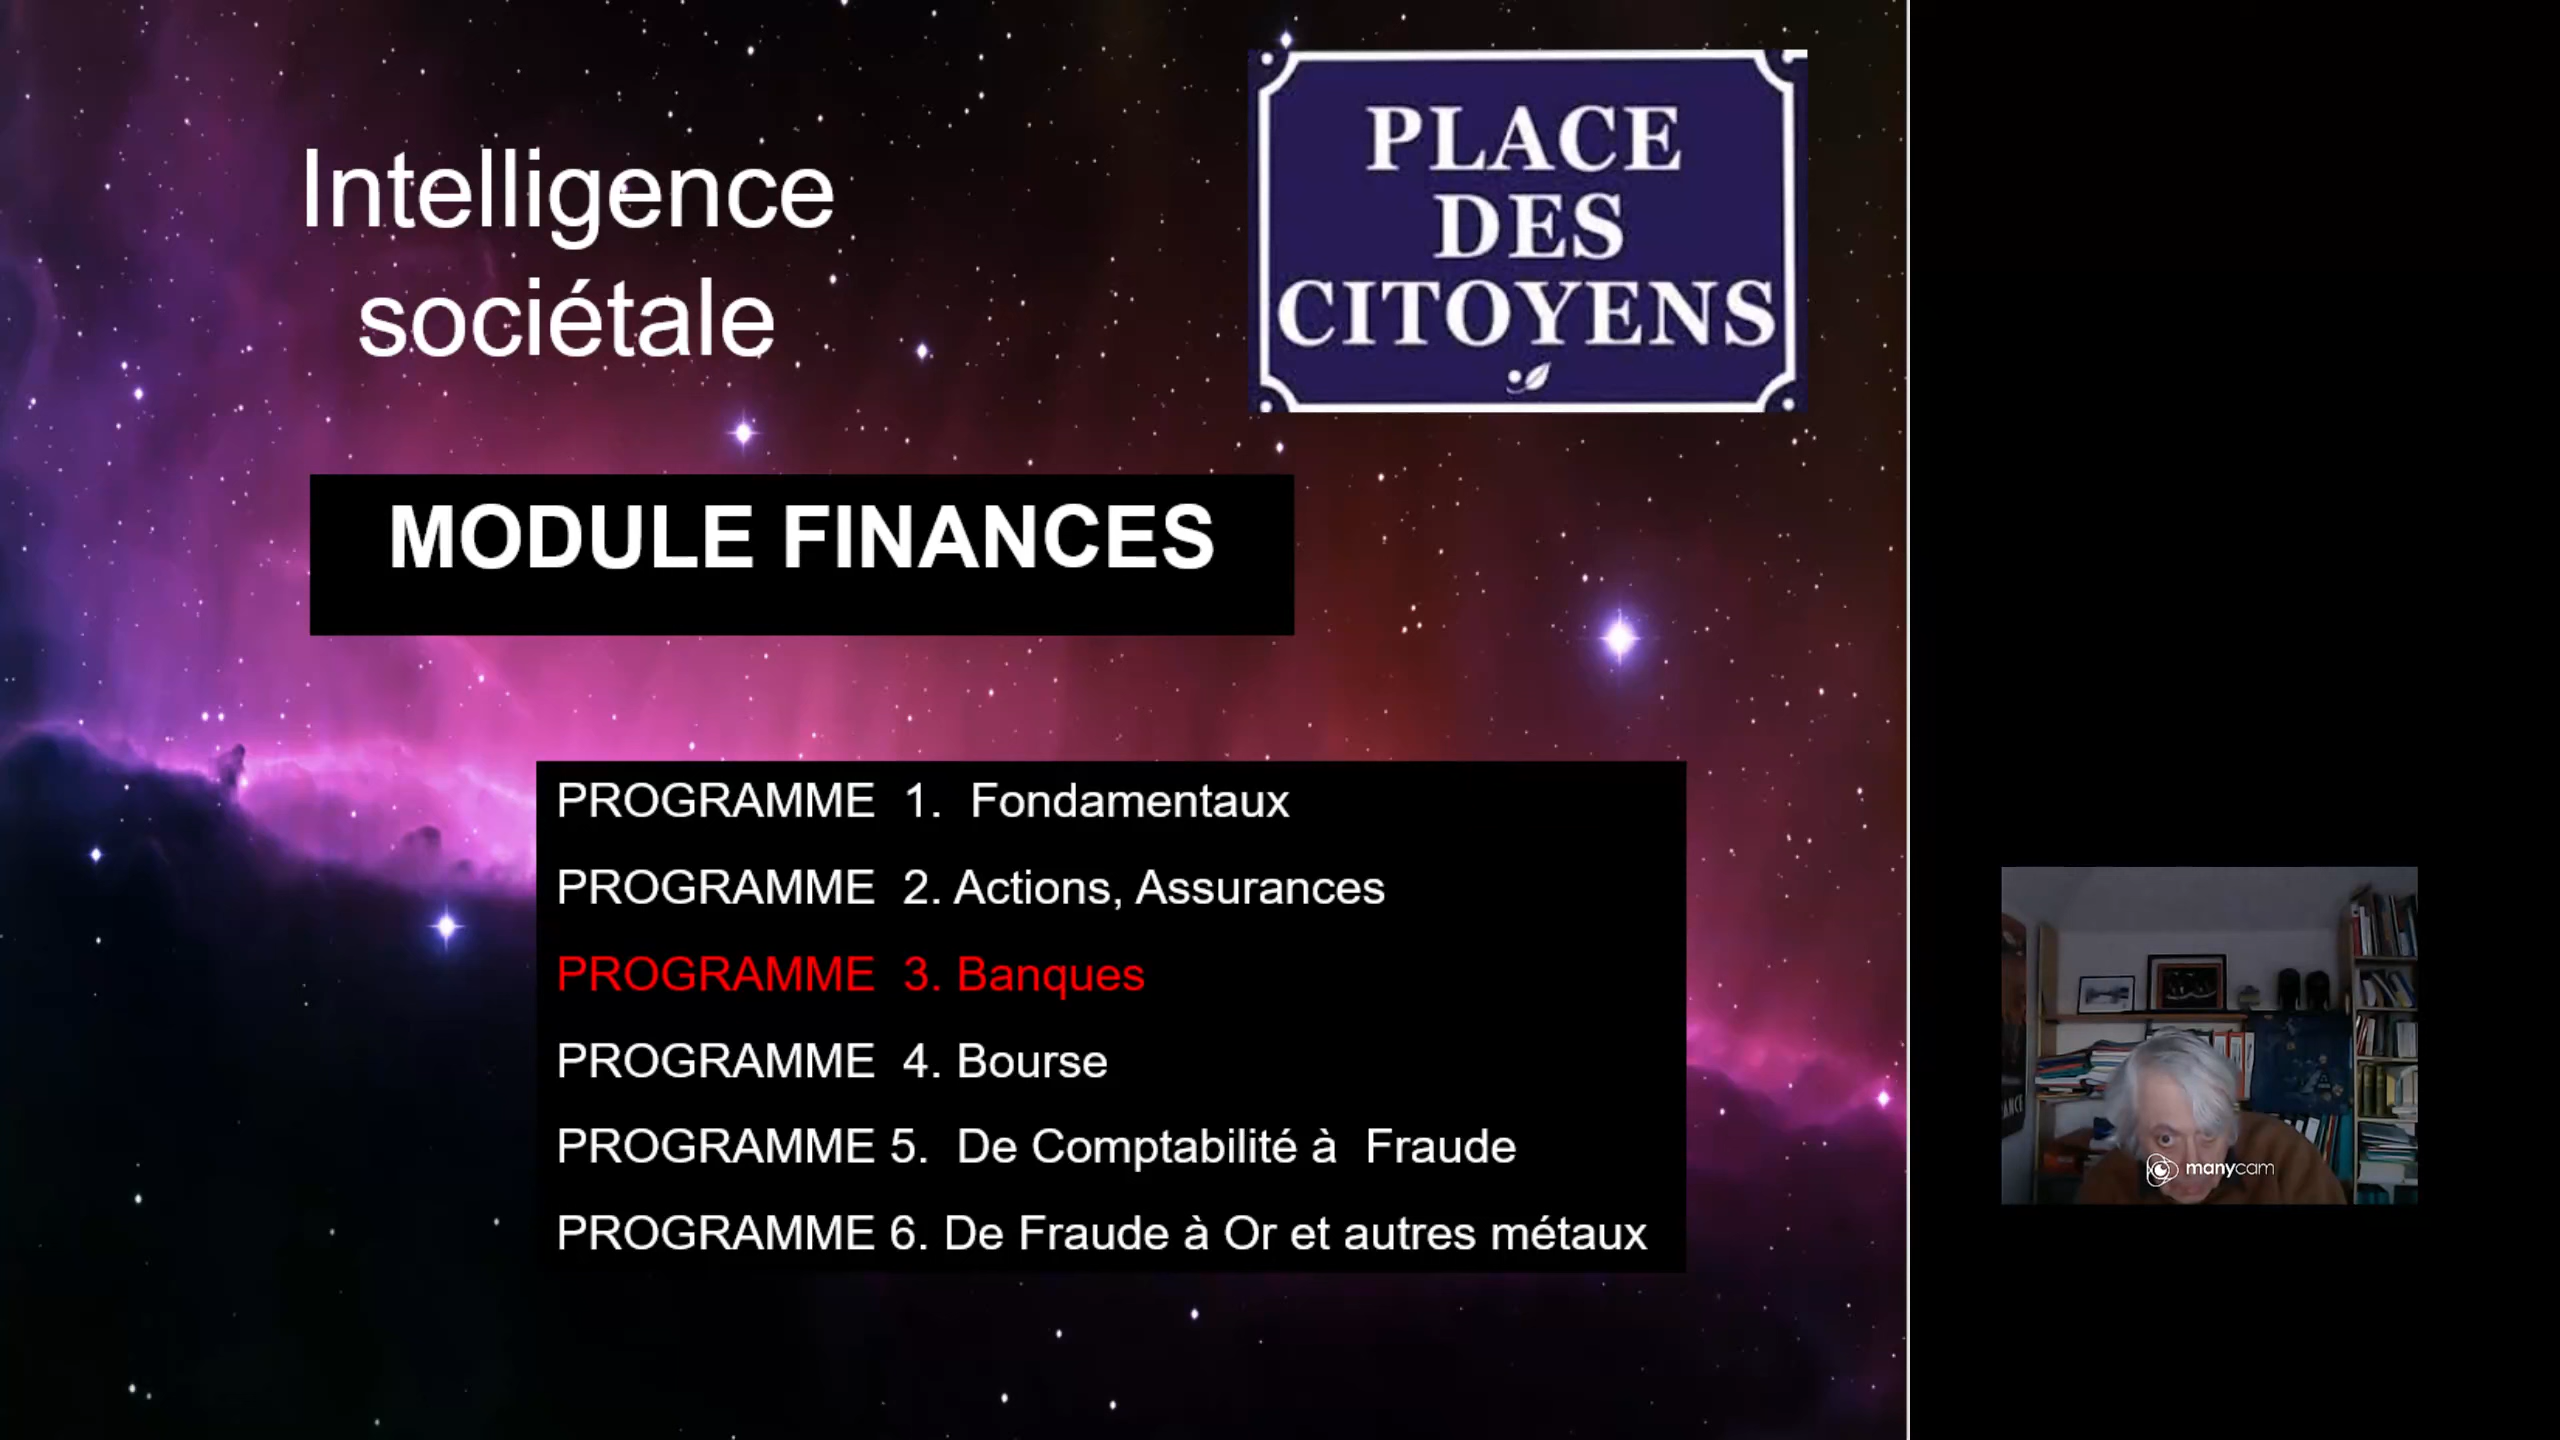 Intelligence
sociétale
PLACE
DES
CITOYENS
MODULE FINANCES
PROGRAMME 1. Fondamentaux
PROGRAMME 2. Actions, Assurances
PROGRAMME 3. Banques
PROGRAMME 4. Bourse
PROGRAMME 5. De Comptabilité à Fraude
PROGRAMME 6. De Fraude à Or et autres métaux
manycam